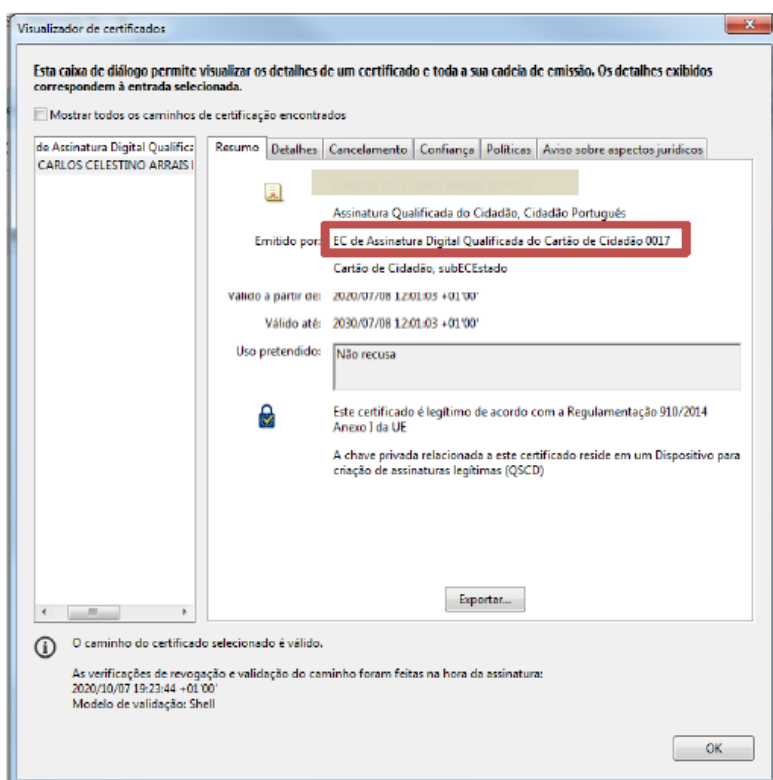 Visualizador de certificados
Esta caixa de diálogo permite visualizar os detalhes de um certificado e toda a sua cadeia de emissão. Os detalhes exibidos
correspondem à entrada selecionada.
Mostrar todos os caminhos de certificação encontrados
de Assinatura Digital Qualifica
CARLOS CELESTINO ARRAIS
Resumo Detalhes Cancelamento Confiança Políticas Aviso sobre aspectos jurídicos
Assinatura Qualificada do Cidadão, Cidadão Português
Emitido por: EC de Assinatura Digital Qualificada do Cartão de Cidadão 0017
Cartão de Cidadão, subECEstado
Válido a partir de: 2020/07/08 12:01:03 +01'00'
Válido até: 2030/07/08 12:01:03 +01'00'
Uso pretendido: Não recusa
Este certificado é legítimo de acordo com a Regulamentação 910/2014
Anexo I da UE
A chave privada relacionada a este certificado reside em um Dispositivo para
criação de assinaturas legítimas (QSCD)
Exportar...
O caminho do certificado selecionado é válido.
As verificações de revogação e validação do caminho foram feitas na hora da assinatura:
2020/10/07 19:23:44 +01'00'
Modelo de validação: Shell
OK